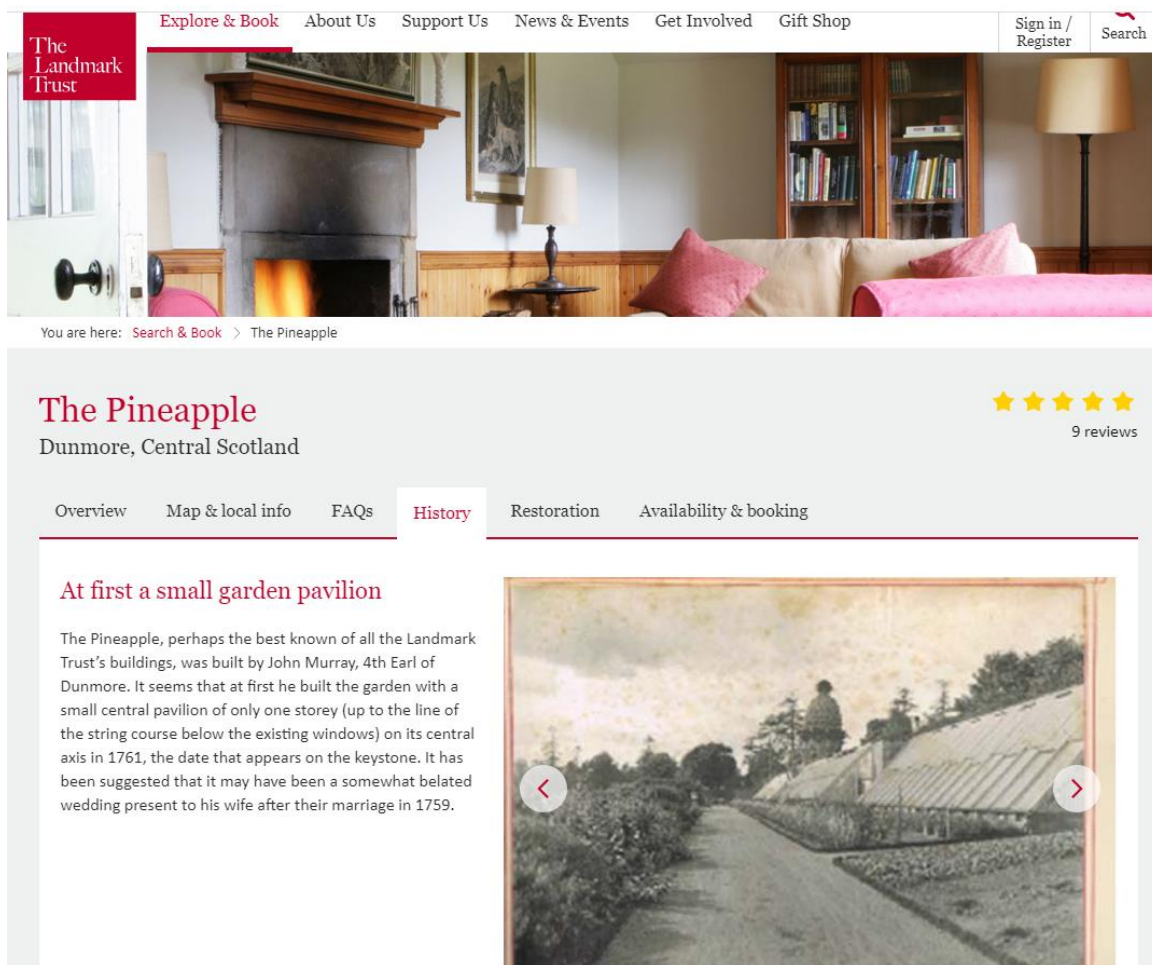 The
Landmark
Trust
Explore & Book
About Us
Support Us
News & Events
Get Involved
Gift Shop
Sign in /
Register
Search
You are here: Search & Book > The Pineapple
The Pineapple
Dunmore, Central Scotland
9 reviews
Overview
Map & local info
FAQs
History
Restoration
Availability & booking
At first a small garden pavilion
The Pineapple, perhaps the best known of all the Landmark
Trust's buildings, was built by John Murray, 4th Earl of
Dunmore. It seems that at first he built the garden with a
small central pavilion of only one storey (up to the line of
the string course below the existing windows) on its central
axis in 1761, the date that appears on the keystone. It has
been suggested that it may have been a somewhat belated
wedding present to his wife after their marriage in 1759.